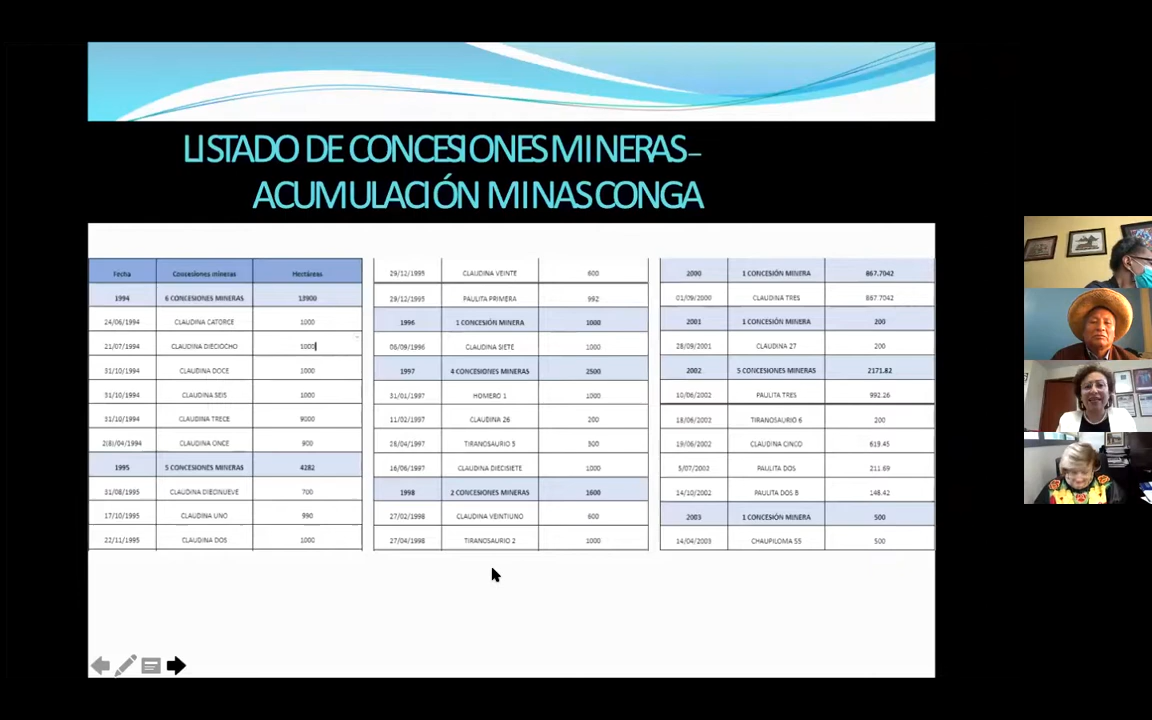 LISTADO DE CONCESIONES MINERAS –
ACUMULACIÓN MINAS CONGA
Fecha Concesiones mineras Hectáreas
1994 6 CONCESIONES MINERAS 13900
24/06/1994 CLAUDINA CATORCE 1000
21/07/1994 CLAUDINA DIECIOCHO 1000
31/10/1994 CLAUDINA DOCE 1000
31/10/1994 CLAUDINA SEIS 1000
31/10/1994 CLAUDINA TRECE 9000
2(8)/04/1994 CLAUDINA ONCE 900
1995 5 CONCESIONES MINERAS 4282
31/08/1995 CLAUDINA DIECINUEVE 700
17/10/1995 CLAUDINA UNO 990
22/11/1995 CLAUDINA DOS 1000
29/12/1995 CLAUDINA VEINTE 600
29/12/1995 PAULITA PRIMERA 992
1996 1 CONCESIÓN MINERA 1000
06/09/1996 CLAUDINA SIETE 1000
1997 4 CONCESIONES MINERAS 2500
31/01/1997 HOMERO 1 1000
11/02/1997 CLAUDINA 26 200
28/04/1997 TIRANOSAURIO 5 300
16/06/1997 CLAUDINA DIECISIETE 1000
1998 2 CONCESIONES MINERAS 1600
27/02/1998 CLAUDINA VEINTIUNO 600
27/04/1998 TIRANOSAURIO 2 1000
2000 1 CONCESIÓN MINERA 867.7042
01/09/2000 CLAUDINA TRES 867.7042
2001 1 CONCESIÓN MINERA 200
28/09/2001 CLAUDINA 27 200
2002 5 CONCESIONES MINERAS 2171.82
10/06/2002 PAULITA TRES 992.26
18/06/2002 TIRANOSAURIO 6 200
19/06/2002 CLAUDINA CINCO 619.45
5/07/2002 PAULITA DOS 211.69
14/10/2002 PAULITA DOS B 148.42
2003 1 CONCESIÓN MINERA 500
14/04/2003 CHAUPILOMA 55 500